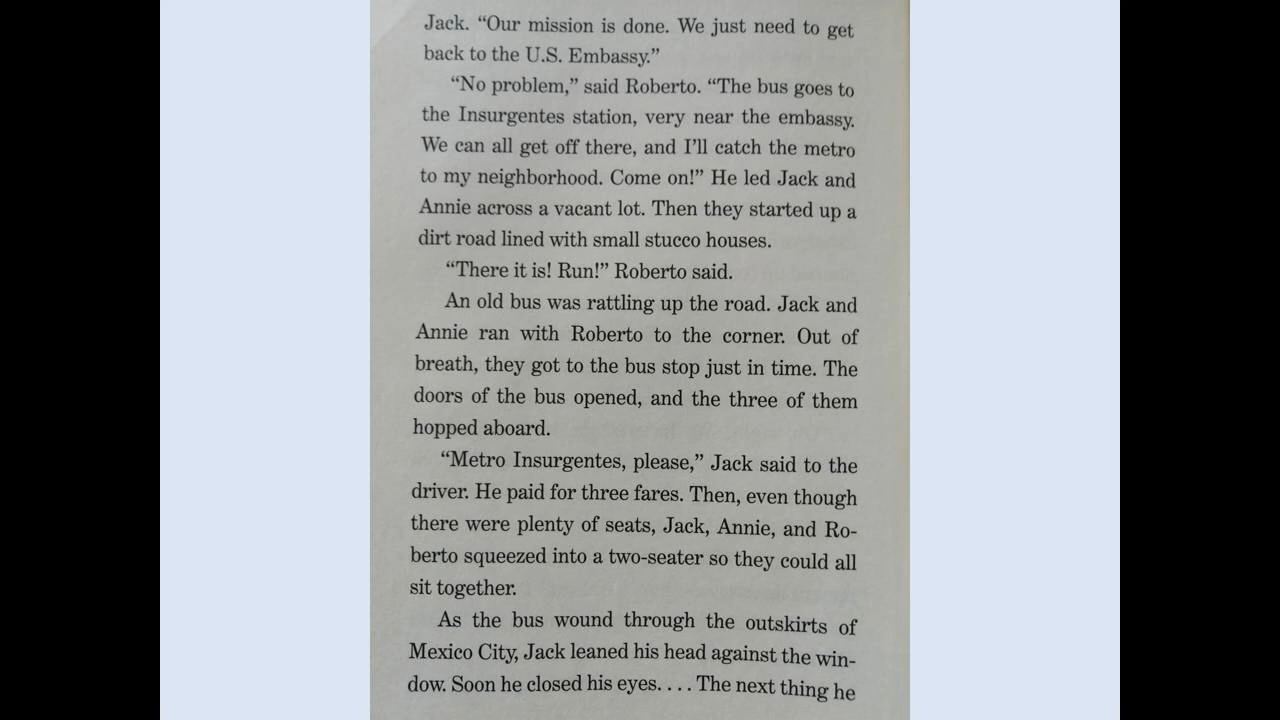 Jack. “Our mission is done. We just need to get
back to the U.S. Embassy.”
“No problem,” said Roberto. “The bus goes to
the Insurgentes station, very near the embassy.
We can all get off there, and I’ll catch the metro
to my neighborhood. Come on!” He led Jack and
Annie across a vacant lot. Then they started up a
dirt road lined with small stucco houses.
“There it is! Run!” Roberto said.
An old bus was rattling up the road. Jack and
Annie ran with Roberto to the corner. Out of
breath, they got to the bus stop just in time. The
doors of the bus opened, and the three of them
hopped aboard.
“Metro Insurgentes, please,” Jack said to the
driver. He paid for three fares. Then, even though
there were plenty of seats, Jack, Annie, and Ro-
berto squeezed into a two-seater so they could all
sit together.
As the bus wound through the outskirts of
Mexico City, Jack leaned his head against the win-
dow. Soon he closed his eyes. . . . The next thing he